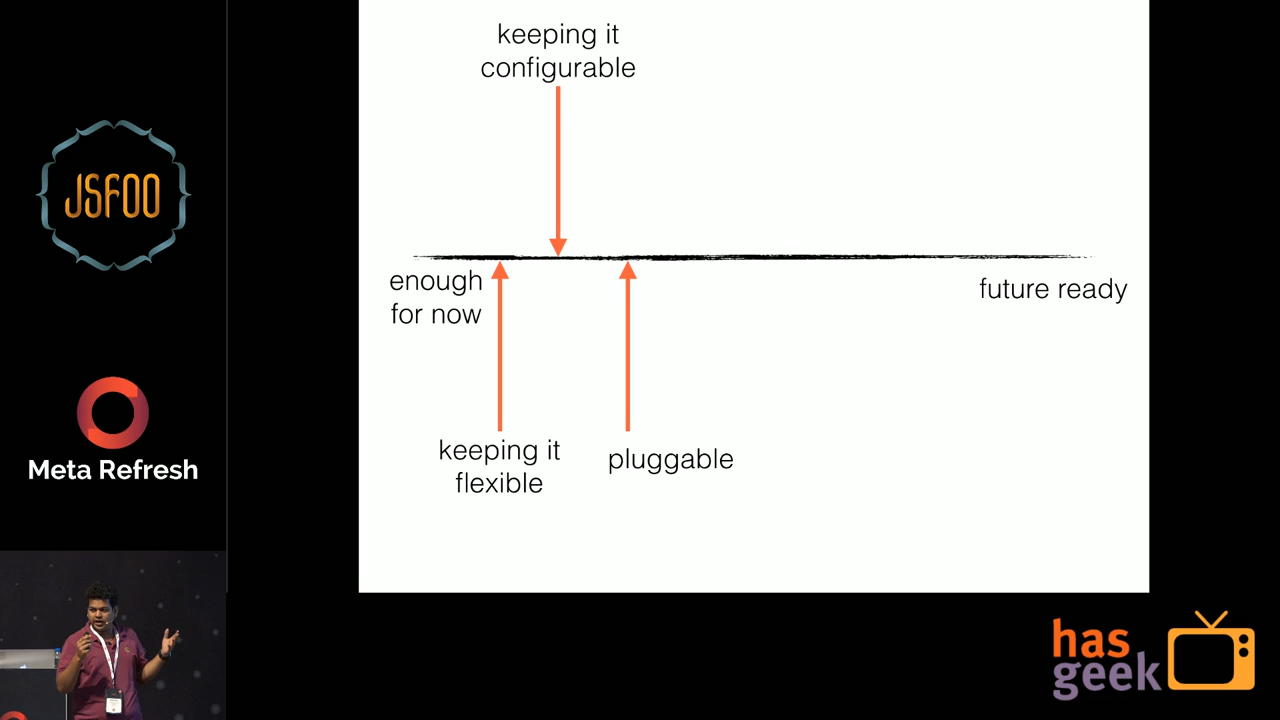 JSFOO
Meta Refresh
keeping it
configurable
enough
for now
future ready
keeping it
flexible
pluggable
has
geek